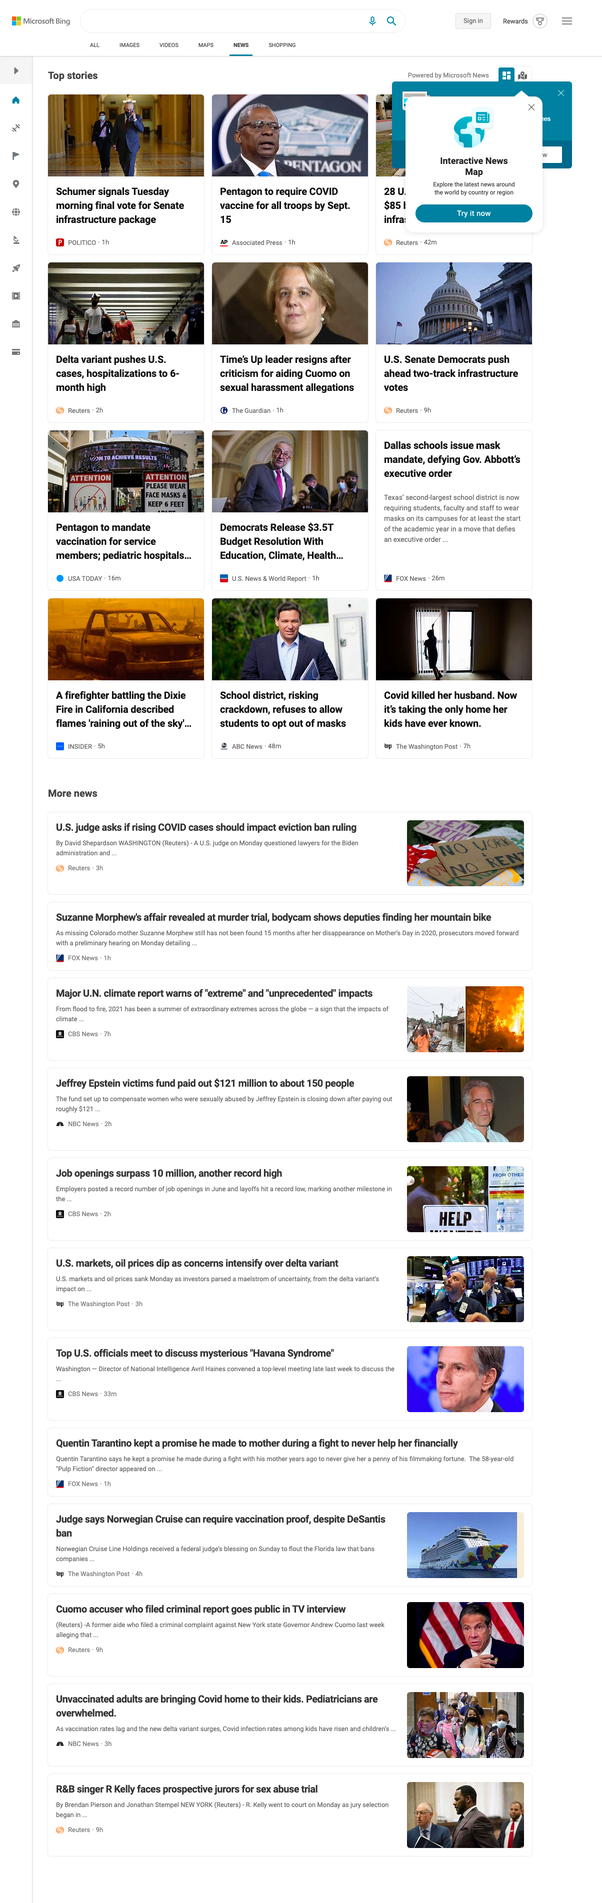 Microsoft Bing
Sign in
Rewards
ALL IMAGES VIDEOS MAPS NEWS SHOPPING
Top stories
Powered by Microsoft News
Interactive News
Map
Explore the latest news around
the world by country or region
Try it now
Schumer signals Tuesday
morning final vote for Senate
infrastructure package
POLITICO · 1h
PENTAGON
Pentagon to require COVID
vaccine for all troops by Sept.
15
AP Associated Press · 1h
28 U.
$85 
infras
Reuters · 42m
Delta variant pushes U.S.
cases, hospitalizations to 6-
month high
Reuters · 2h
Time's Up leader resigns after
criticism for aiding Cuomo on
sexual harassment allegations
The Guardian · 1h
U.S. Senate Democrats push
ahead two-track infrastructure
votes
Reuters · 9h
TO ACHIEVE RESULTS
ATTENTION
ATTENTION
PLEASE WEAR
FACE MASKS &
KEEP 6 FEET
Pentagon to mandate
vaccination for service
members; pediatric hospitals...
USA TODAY · 16m
Democrats Release $3.5T
Budget Resolution With
Education, Climate, Health...
U.S. News & World Report · 1h
Dallas schools issue mask
mandate, defying Gov. Abbott's
executive order
Texas' second-largest school district is now
requiring students, faculty and staff to wear
masks on its campuses for at least the start
of the academic year in a move that defies
an executive order ...
FOX News · 26m
A firefighter battling the Dixie
Fire in California described
flames 'raining out of the sky'...
INSIDER · 5h
School district, risking
crackdown, refuses to allow
students to opt out of masks
ABC News · 48m
Covid killed her husband. Now
it's taking the only home her
kids have ever known.
wp The Washington Post · 7h
More news
U.S. judge asks if rising COVID cases should impact eviction ban ruling
By David Shepardson WASHINGTON (Reuters) - A U.S. judge on Monday questioned lawyers for the Biden
administration and ...
Reuters · 3h
NO WORK
NO RENT
Suzanne Morphew's affair revealed at murder trial, bodycam shows deputies finding her mountain bike
As missing Colorado mother Suzanne Morphew still has not been found 15 months after her disappearance on Mother's Day in 2020, prosecutors moved forward
with a preliminary hearing on Monday detailing ...
FOX News · 1h
Major U.N. climate report warns of "extreme" and "unprecedented" impacts
From flood to fire, 2021 has been a summer of extraordinary extremes across the globe — a sign that the impacts of
climate ...
CBS News · 7h
Jeffrey Epstein victims fund paid out $121 million to about 150 people
The fund set up to compensate women who were sexually abused by Jeffrey Epstein is closing down after paying out
roughly $121 ...
NBC News · 2h
Job openings surpass 10 million, another record high
Employers posted a record number of job openings in June and layoffs hit a record low, marking another milestone in
the ...
CBS News · 2h
FROM OTHER
HELP
U.S. markets, oil prices dip as concerns intensify over delta variant
U.S. markets and oil prices sank Monday as investors parsed a maelstrom of uncertainty, from the delta variant's
impact on ...
wp The Washington Post · 3h
Top U.S. officials meet to discuss mysterious "Havana Syndrome"
Washington — Director of National Intelligence Avril Haines convened a top-level meeting late last week to discuss the
...
CBS News · 33m
Quentin Tarantino kept a promise he made to mother during a fight to never help her financially
Quentin Tarantino says he kept a promise he made during a fight with his mother years ago to never give her a penny of his filmmaking fortune. The 58-year-old
"Pulp Fiction" director appeared on ...
FOX News · 1h
Judge says Norwegian Cruise can require vaccination proof, despite DeSantis
ban
Norwegian Cruise Line Holdings received a federal judge's blessing on Sunday to flout the Florida law that bans
companies ...
wp The Washington Post · 4h
Cuomo accuser who filed criminal report goes public in TV interview
(Reuters) -A former aide who filed a criminal complaint against New York state Governor Andrew Cuomo last week
alleging that ...
Reuters · 9h
Unvaccinated adults are bringing Covid home to their kids. Pediatricians are
overwhelmed.
As vaccination rates lag and the new delta variant surges, Covid infection rates among kids have risen and children's ...
NBC News · 3h
R&B singer R Kelly faces prospective jurors for sex abuse trial
By Brendan Pierson and Jonathan Stempel NEW YORK (Reuters) - R. Kelly went to court on Monday as jury selection
began in ...
Reuters · 9h